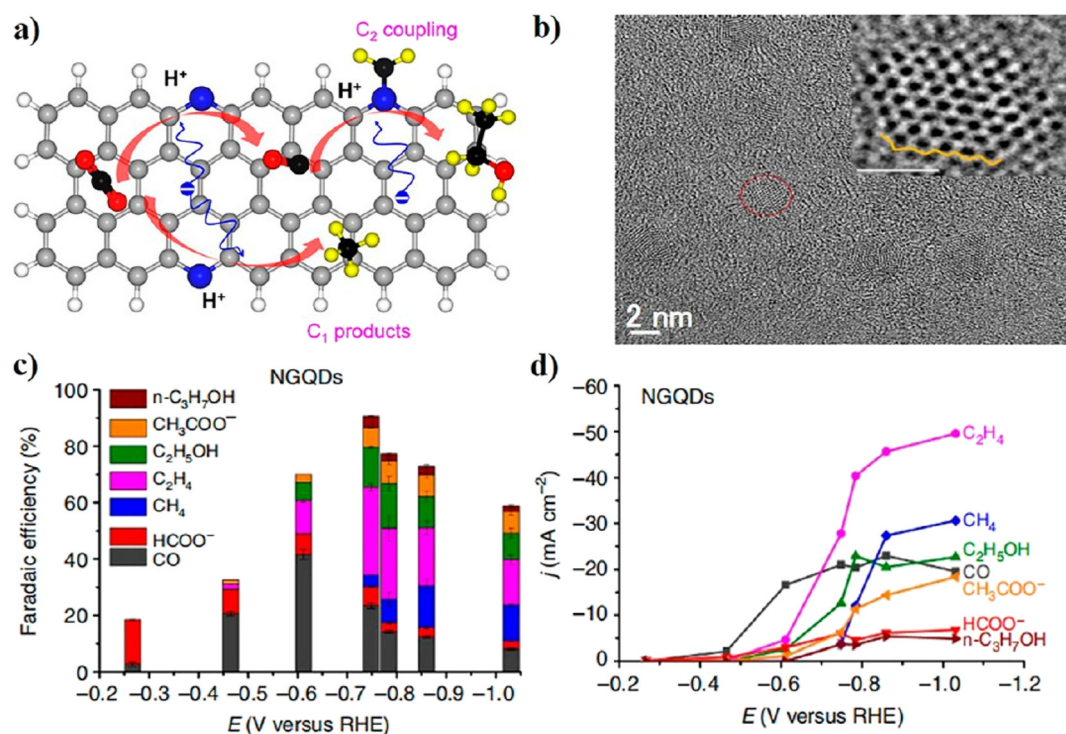 a)
C₂ coupling
H⁺
H⁺
H⁺
C₁ products
b)
2 nm
c)
NGQDs
n-C₃H₇OH
CH₃COO⁻
C₂H₅OH
C₂H₄
CH₄
HCOO⁻
CO
Faradaic efficiency (%)
100
80
60
40
20
0
−0.2 −0.3 −0.4 −0.5 −0.6 −0.7 −0.8 −0.9 −1.0
E (V versus RHE)
d)
NGQDs
C₂H₄
CH₄
C₂H₅OH
CO
CH₃COO⁻
HCOO⁻
n-C₃H₇OH
j (mA cm⁻²)
−60
−50
−40
−30
−20
−10
0
−0.2 −0.4 −0.6 −0.8 −1.0 −1.2
E (V versus RHE)